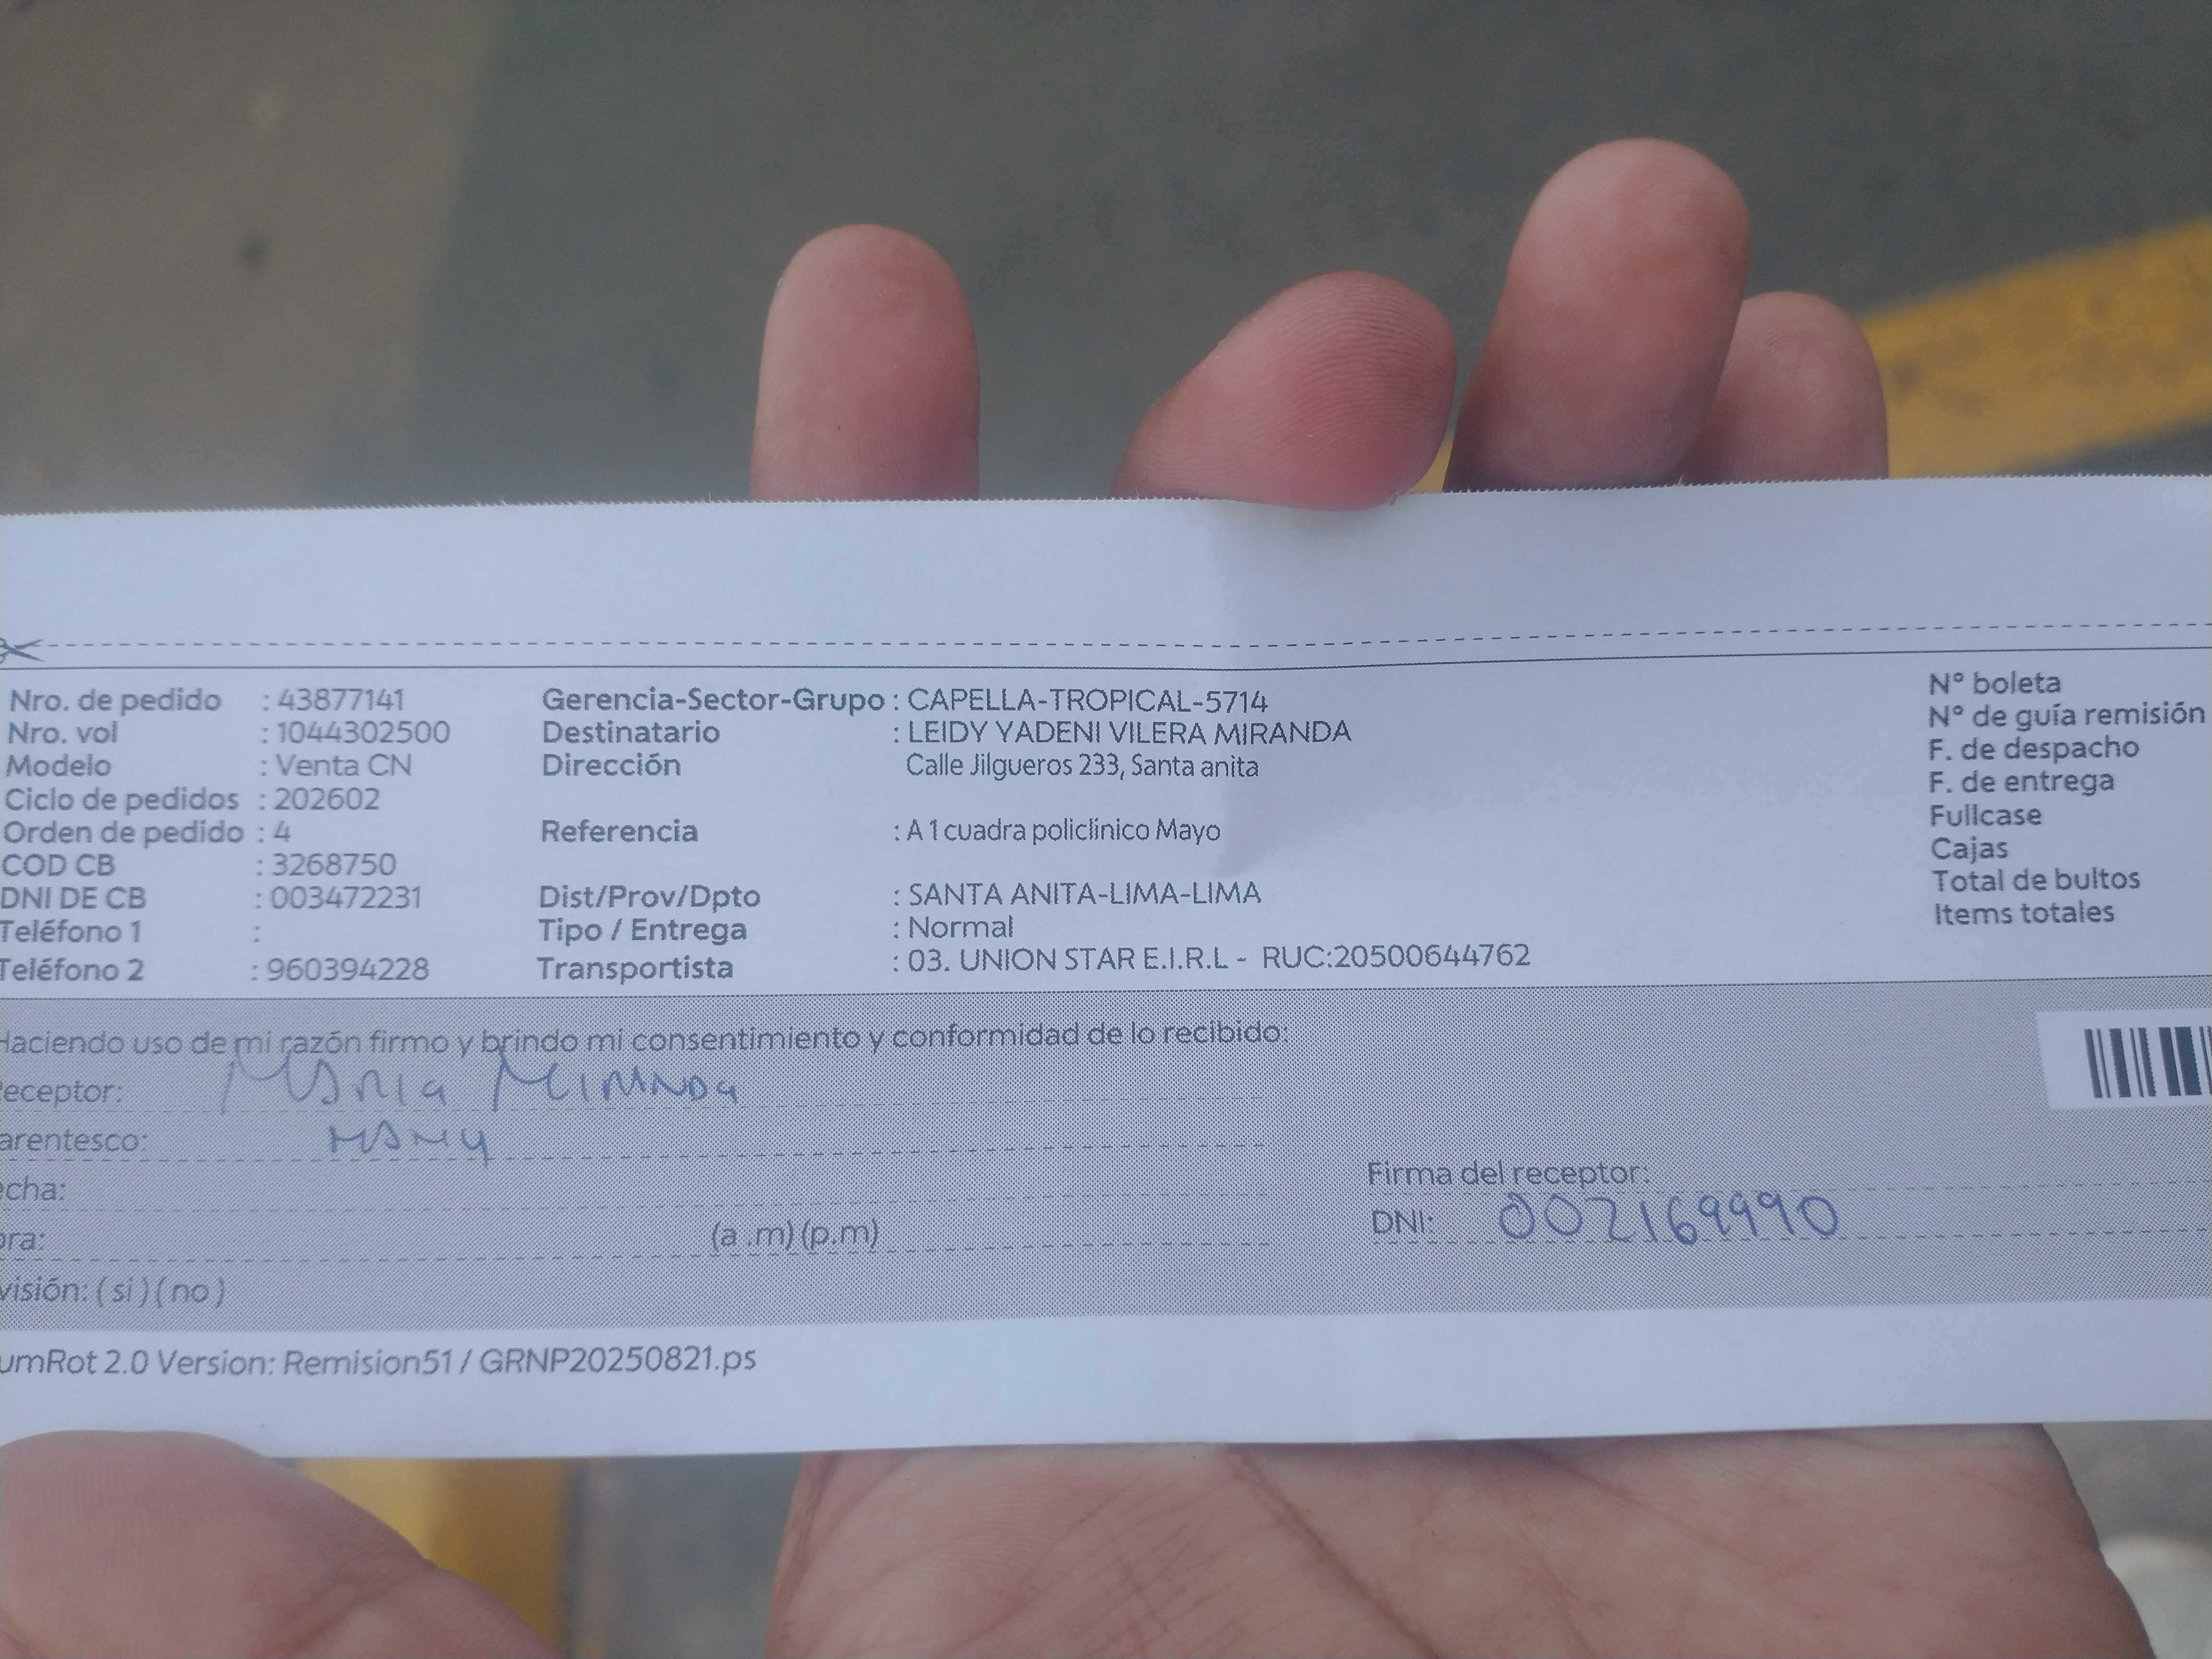 Nro. de pedido : 43877141 Gerencia-Sector-Grupo : CAPELLA-TROPICAL-5714 N° boleta
Nro. vol : 1044302500 Destinatario : LEIDY YADENI VILERA MIRANDA N° de guía remisión
Modelo : Venta CN Dirección Calle Jilgueros 233, Santa anita F. de despacho
Ciclo de pedidos : 202602 F. de entrega
Orden de pedido : 4 Referencia : A 1 cuadra policlínico Mayo Fullcase
COD CB : 3268750 Cajas
DNI DE CB : 003472231 Dist/Prov/Dpto : SANTA ANITA-LIMA-LIMA Total de bultos
Teléfono 1 : Tipo / Entrega : Normal Items totales
Teléfono 2 : 960394228 Transportista : 03. UNION STAR E.I.R.L - RUC:20500644762
Haciendo uso de mi razón firmo y brindo mi consentimiento y conformidad de lo recibido:
eceptor: Maria Miranda
arentesco: MAMA
echa: Firma del receptor:
ora: (a .m) (p.m) DNI: 002169990
visión: ( si ) ( no )
umRot 2.0 Version: Remision51 / GRNP20250821.ps